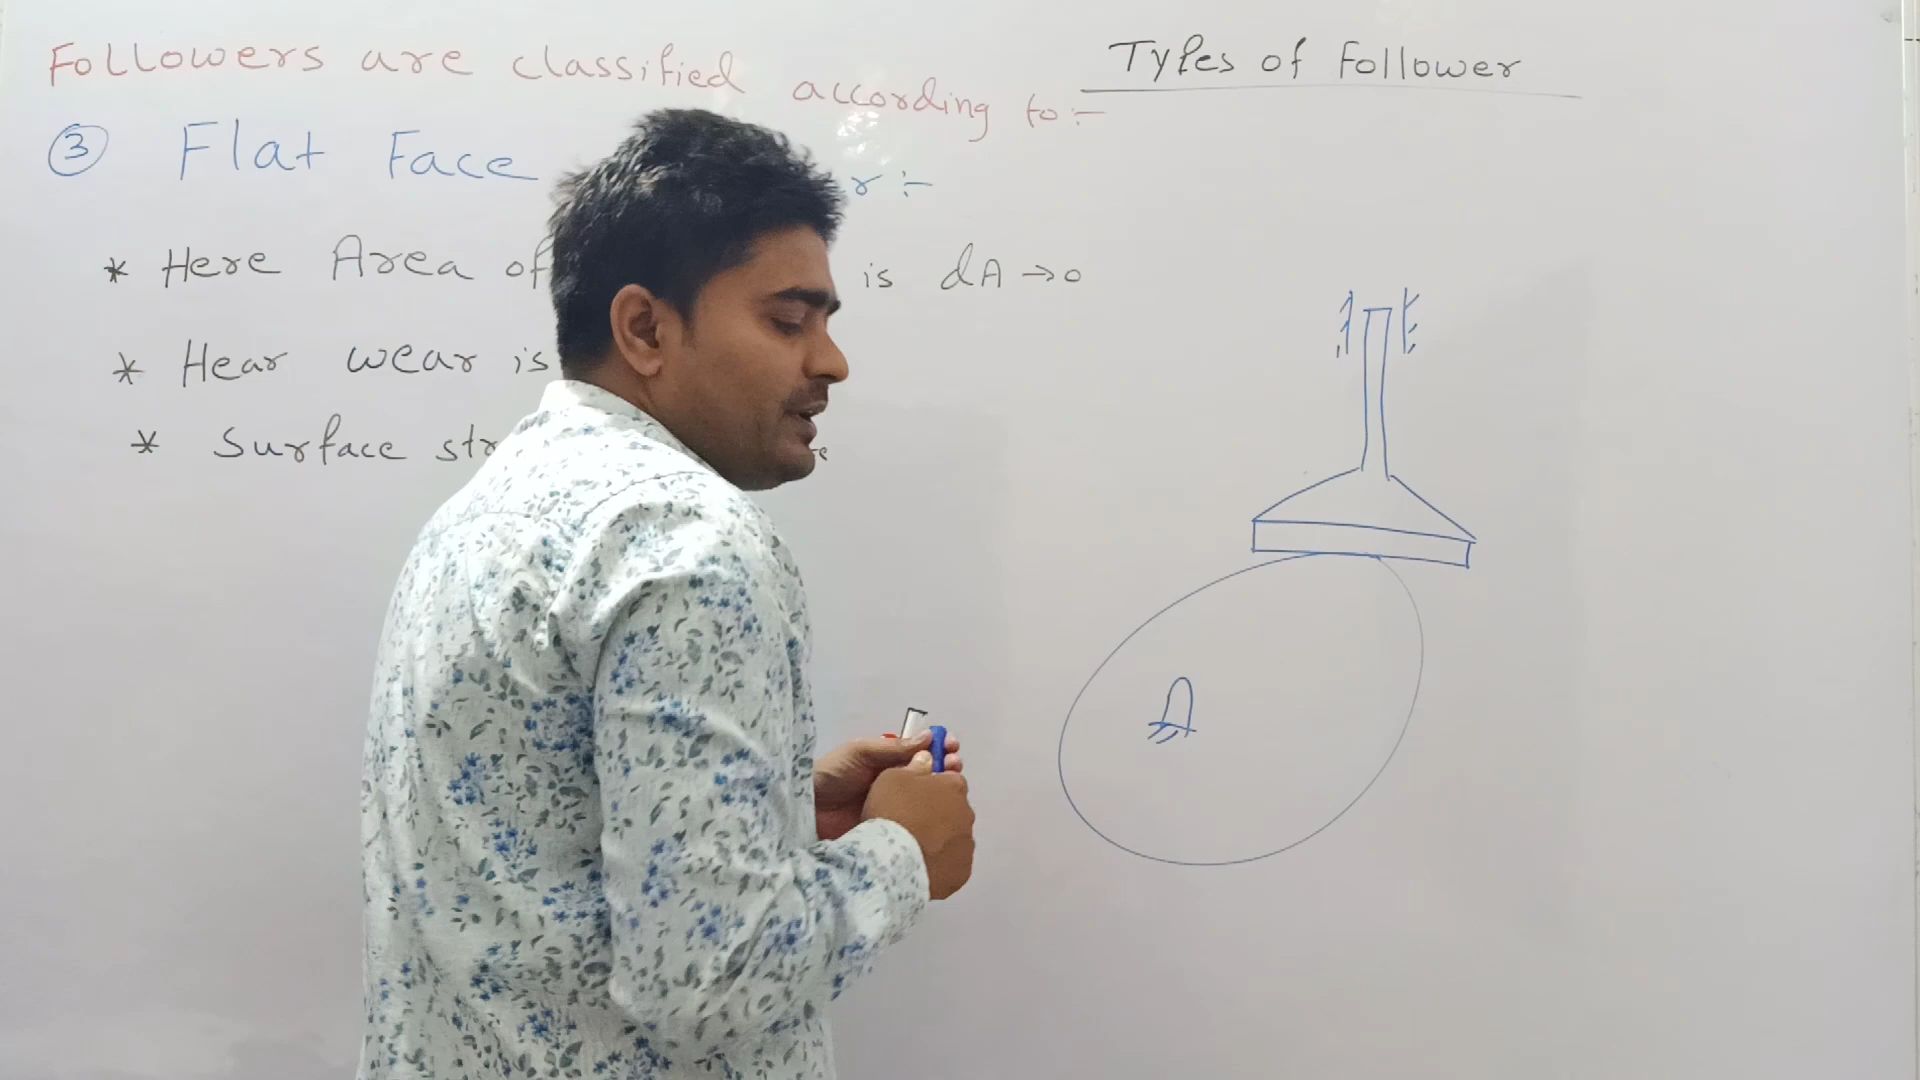 Followers are classified according to :-
Types of Follower
③ Flat Face r :-
* Here Area of is dA → 0
* Hear wear is
* Surface